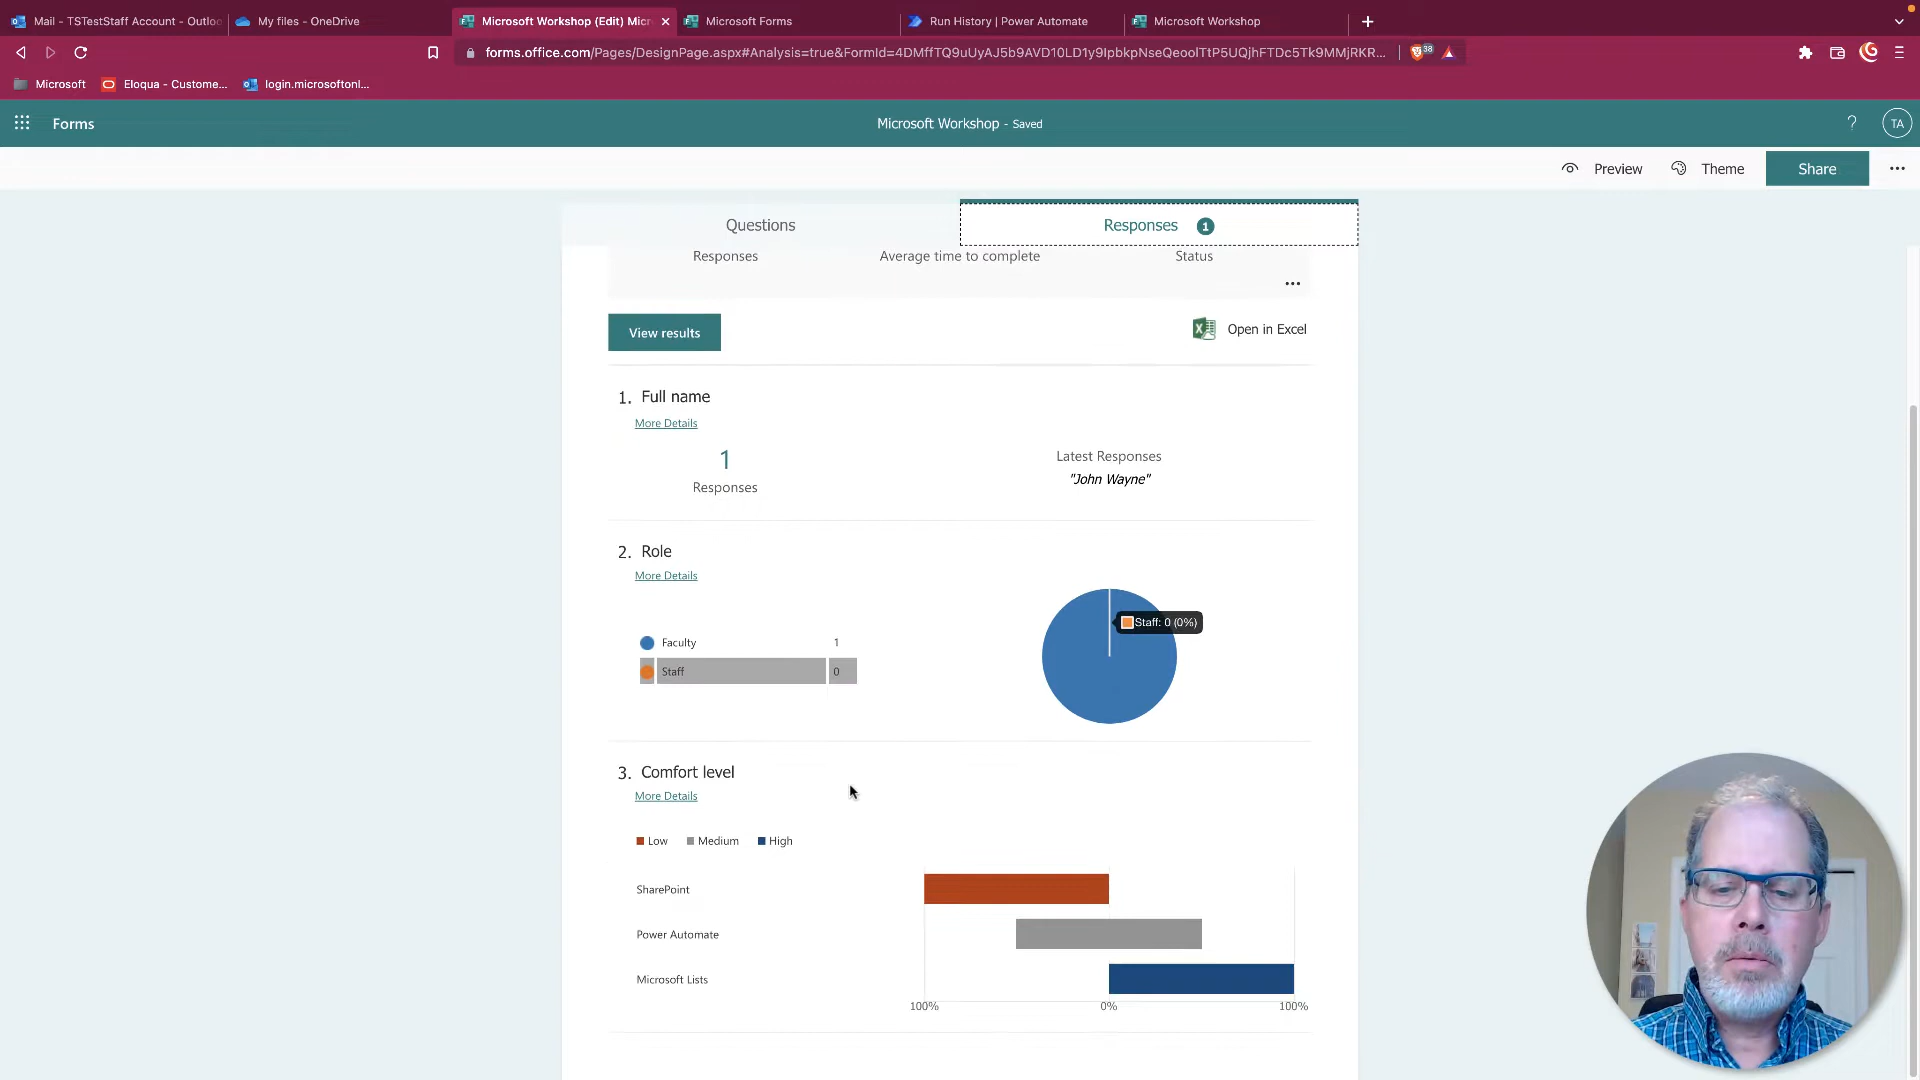 Mail - TSTestStaff Account - Outloo
My files - OneDrive
Microsoft Workshop (Edit) Micr
Microsoft Forms
Run History | Power Automate
Microsoft Workshop
forms.office.com/Pages/DesignPage.aspx#Analysis=true&FormId=4DMffTQ9uUyAJ5b9AVD10LD1y9IpbkpNseQeoolTtP5UQjhFTDc5Tk9MMjRKR...
38
Microsoft
Eloqua - Custome...
login.microsoftonl...
Forms
Microsoft Workshop - Saved
?
TA
Preview
Theme
Share
Questions
Responses 1
Responses
Average time to complete
Status
View results
Open in Excel
1. Full name
More Details
1
Responses
Latest Responses
"John Wayne"
2. Role
More Details
Faculty 1
Staff 0
Staff: 0 (0%)
3. Comfort level
More Details
Low Medium High
SharePoint
Power Automate
Microsoft Lists
100% 0% 100%